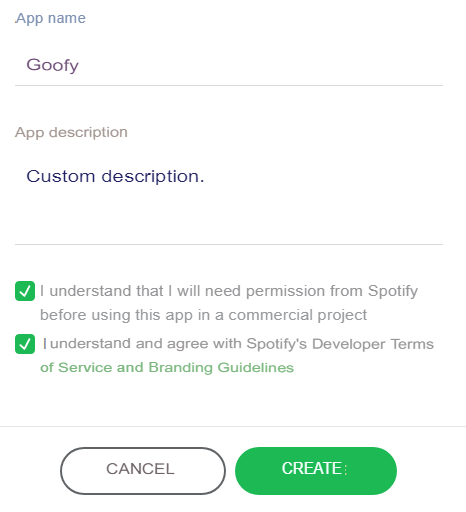 App name
Goofy
App description
Custom description.
I understand that I will need permission from Spotify
before using this app in a commercial project
I understand and agree with Spotify's Developer Terms
of Service and Branding Guidelines
CANCEL
CREATE